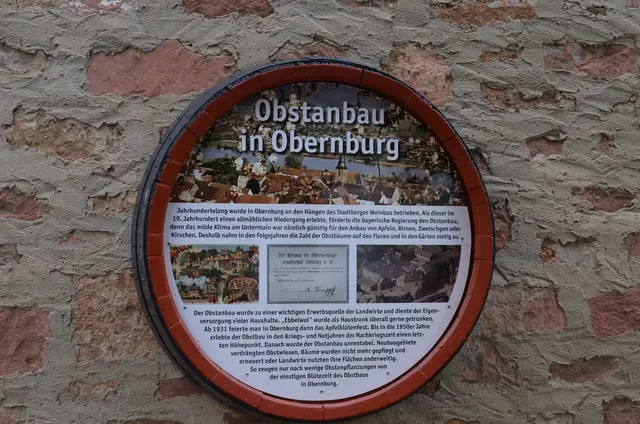 Obstanbau
in Obernburg
Jahrhundertelang wurde in Obernburg an den Hängen des Stadtberges Weinbau betrieben. Als dieser im
19. Jahrhundert einen allmählichen Niedergang erlebte, förderte die bayerische Regierung den Obstanbau,
denn das milde Klima am Untermain war nämlich günstig für den Anbau von Äpfeln, Birnen, Zwetschgen oder
Kirschen. Deshalb nahm in den Folgejahren die Zahl der Obstbäume auf den Fluren und in Gärten stetig zu.
Der Obstanbau wurde zu einer wichtigen Erwerbsquelle der Landwirte und diente der Eigen-
versorgung vieler Haushalte. „Ebbelwoi" wurde als Haustrunk überall gerne getrunken.
Ab 1931 feierte man in Obernburg dann das Apfelblütenfest. Bis in die 1950er Jahre
erlebte der Obstbau in den Kriegs- und Notjahren der Nachkriegszeit einen letz-
ten Höhepunkt. Danach wurde der Obstanbau unrentabel. Neubaugebiete
verdrängten Obstwiesen, Bäume wurden nicht mehr gepflegt und
erneuert oder Landwirte nutzten ihre Flächen anderweitig.
So zeugen nur noch wenige Obstanpflanzungen von
der einstigen Blütezeit des Obstbaus
in Obernburg.